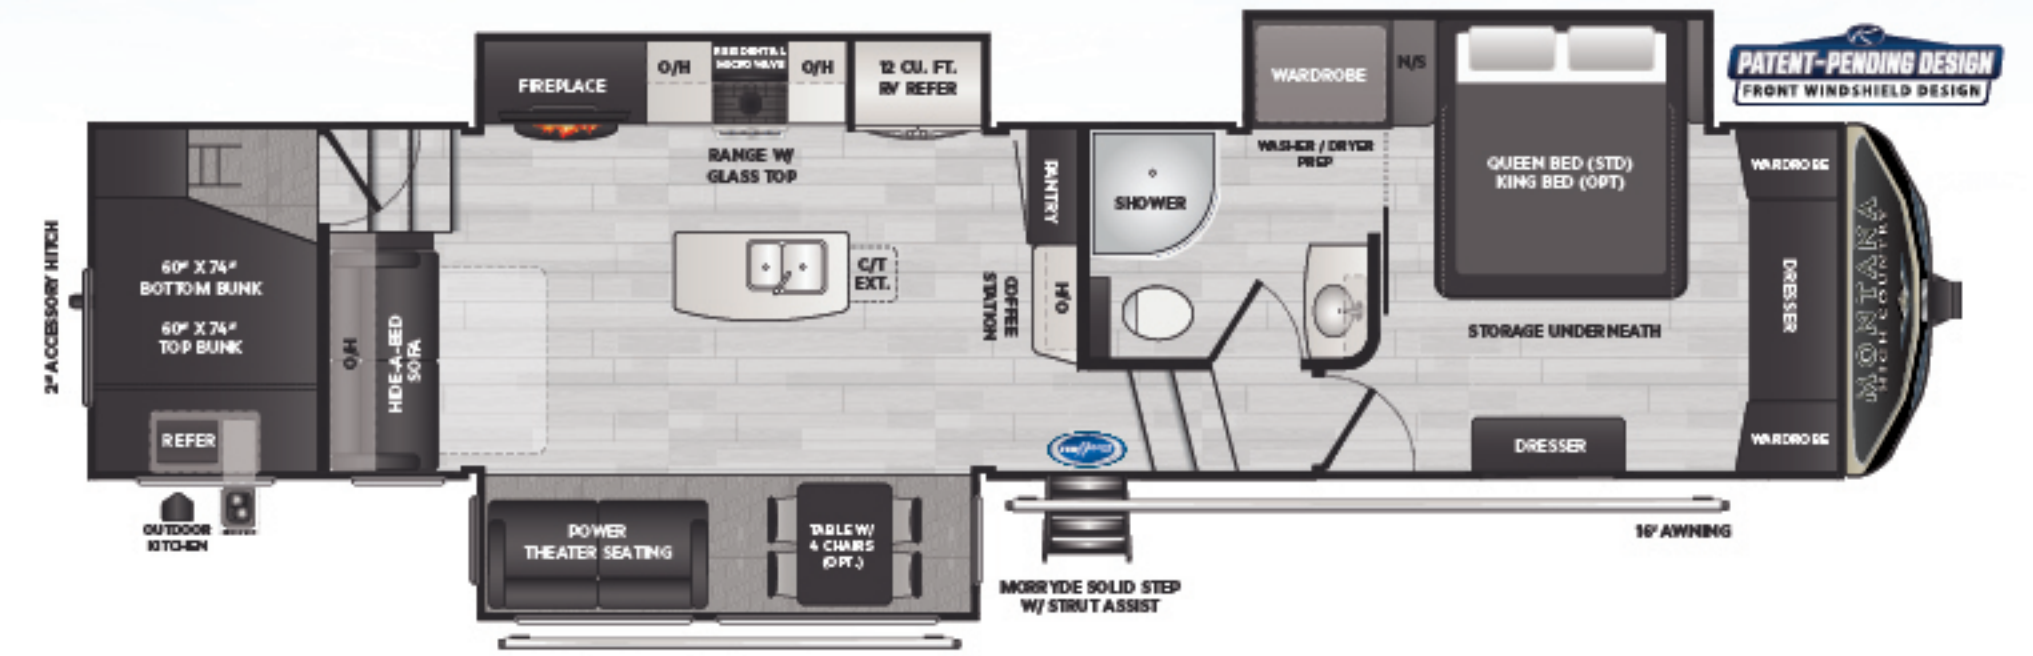 FIREPLACE
O/H
RESIDENTIAL
MICROWAVE
O/H
12 CU. FT.
RV REFER
WARDROBE
N/S
PATENT-PENDING DESIGN
FRONT WINDSHIELD DESIGN
RANGE W/
GLASS TOP
PANTRY
SHOWER
WASHER / DRYER
PREP
QUEEN BED (STD)
KING BED (OPT)
WARDROBE
2" ACCESSORY HITCH
60" X 74"
BOTTOM BUNK
60" X 74"
TOP BUNK
O/H
HIDE-A-BED
SOFA
C/T
EXT.
COFFEE
STATION
O/H
STORAGE UNDERNEATH
DRESSER
MONTANA
HIGH COUNTRY
REFER
DRESSER
WARDROBE
OUTDOOR
KITCHEN
POWER
THEATER SEATING
TABLE W/
4 CHAIRS
(OPT.)
16' AWNING
MORRYDE SOLID STEP
W/ STRUT ASSIST